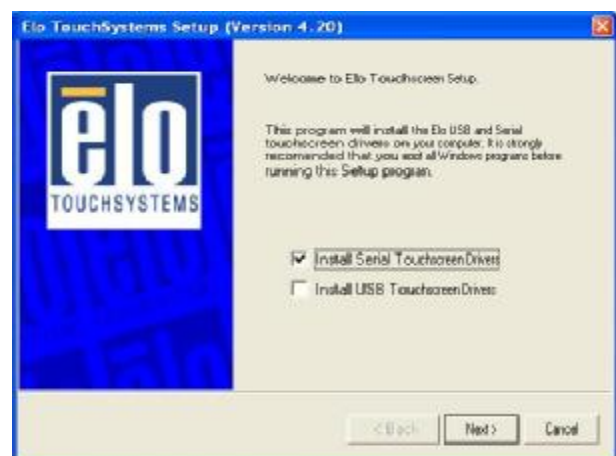 Elo TouchSystems Setup (Version 4.20)
elo
TOUCHSYSTEMS
Welcome to Elo Touchscreen Setup.
This program will install the Elo USB and Serial
touchscreen drivers on your computer. It is strongly
recomended that you exit all Windows programs before
running this Setup program.
Install Serial Touchscreen Drivers
Install USB Touchscreen Drivers
< Back
Next >
Cancel